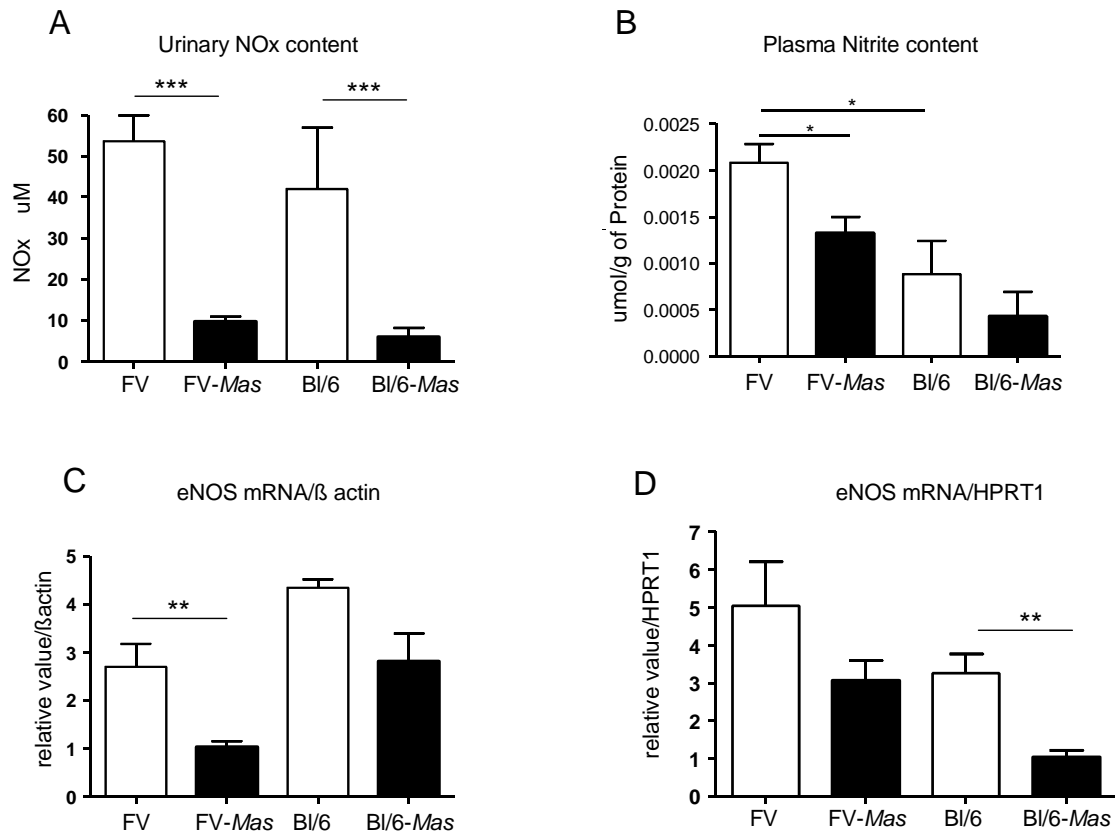 A
Urinary NOx content
*** ***
NOx uM
60
50
40
30
20
10
0
FV FV-Mas Bl/6 Bl/6-Mas
B
Plasma Nitrite content
*
*
umol/g of Protein
0.0025
0.0020
0.0015
0.0010
0.0005
0.0000
FV FV-Mas Bl/6 Bl/6-Mas
C
eNOS mRNA/ß actin
**
relative value/ßactin
5
4
3
2
1
0
FV FV-Mas Bl/6 Bl/6-Mas
D
eNOS mRNA/HPRT1
**
relative value/HPRT1
7
6
5
4
3
2
1
0
FV FV-Mas Bl/6 Bl/6-Mas